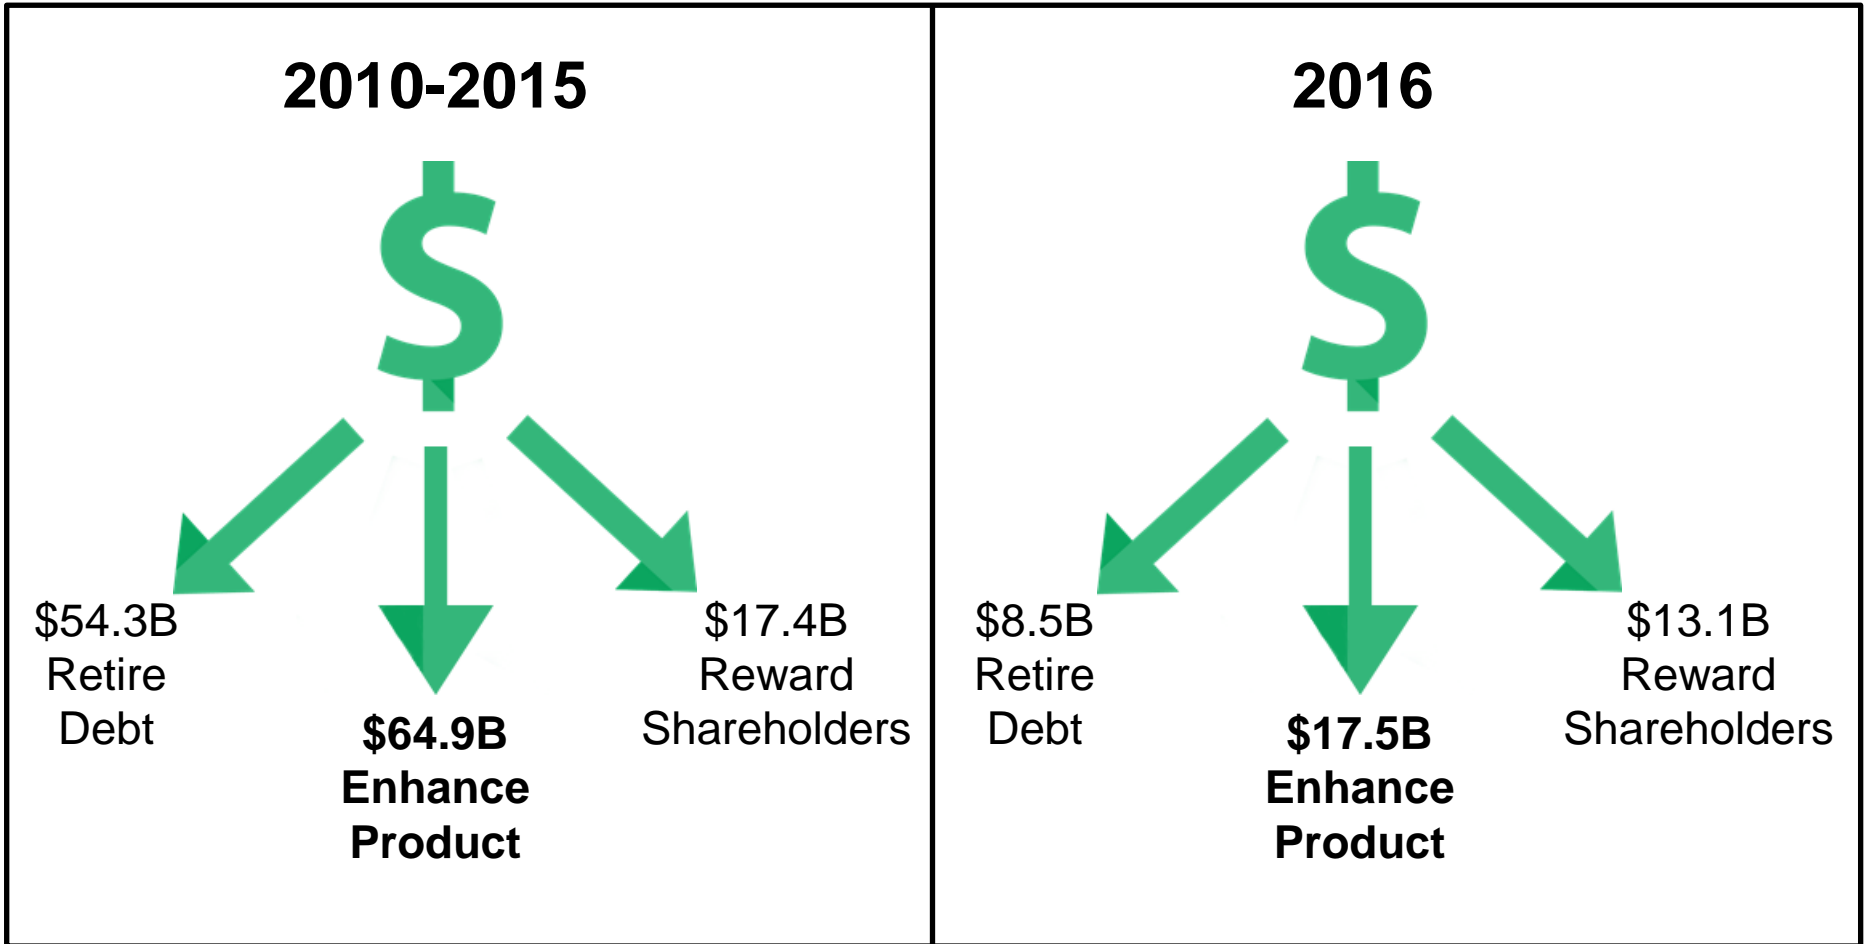 2010-2015
$54.3B
Retire
Debt
$64.9B
Enhance
Product
$17.4B
Reward
Shareholders
2016
$8.5B
Retire
Debt
$17.5B
Enhance
Product
$13.1B
Reward
Shareholders